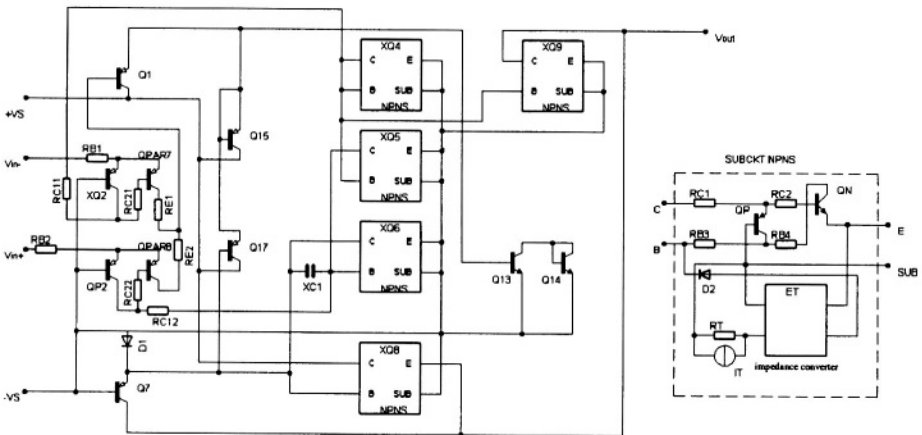 XQ4
C E
B SUB
NPNS
XQ9
C E
B SUB
NPNS
Vout
Q1
+VS
Q15
XQ5
C E
B SUB
NPNS
RB1
QPAR7
Vin-
XQ2
RC11
RC21
RE1
SUBCKT NPNS
RC1
RC2
QN
QP
C
E
RB3
RB4
B
SUB
D2
ET
RT
IT
impedance converter
RB2
QPAR8
Vin+
RE2
QP2
RC22
RC12
Q17
XC1
XQ6
C E
B SUB
NPNS
Q13
Q14
D1
XQ8
C E
B SUB
NPNS
Q7
-VS